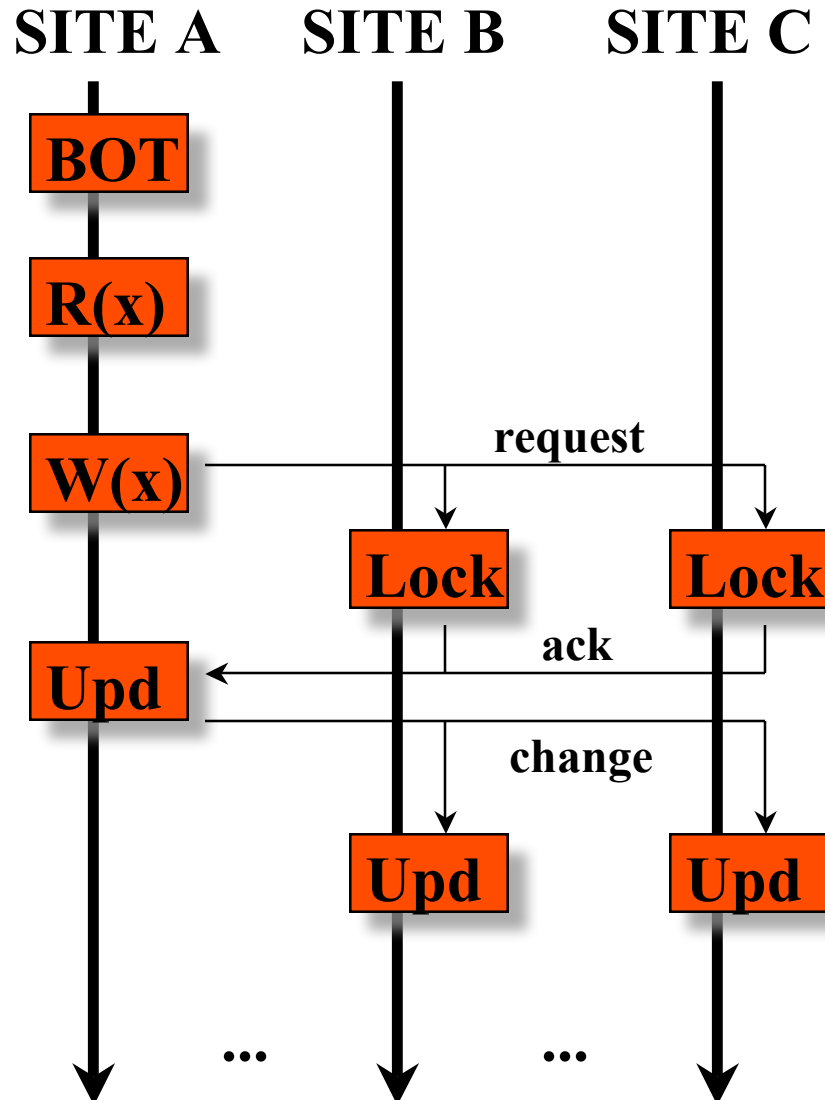 SITE A SITE B SITE C
BOT
R(x)
request
W(x)
Lock Lock
ack
Upd
change
Upd Upd
... ...